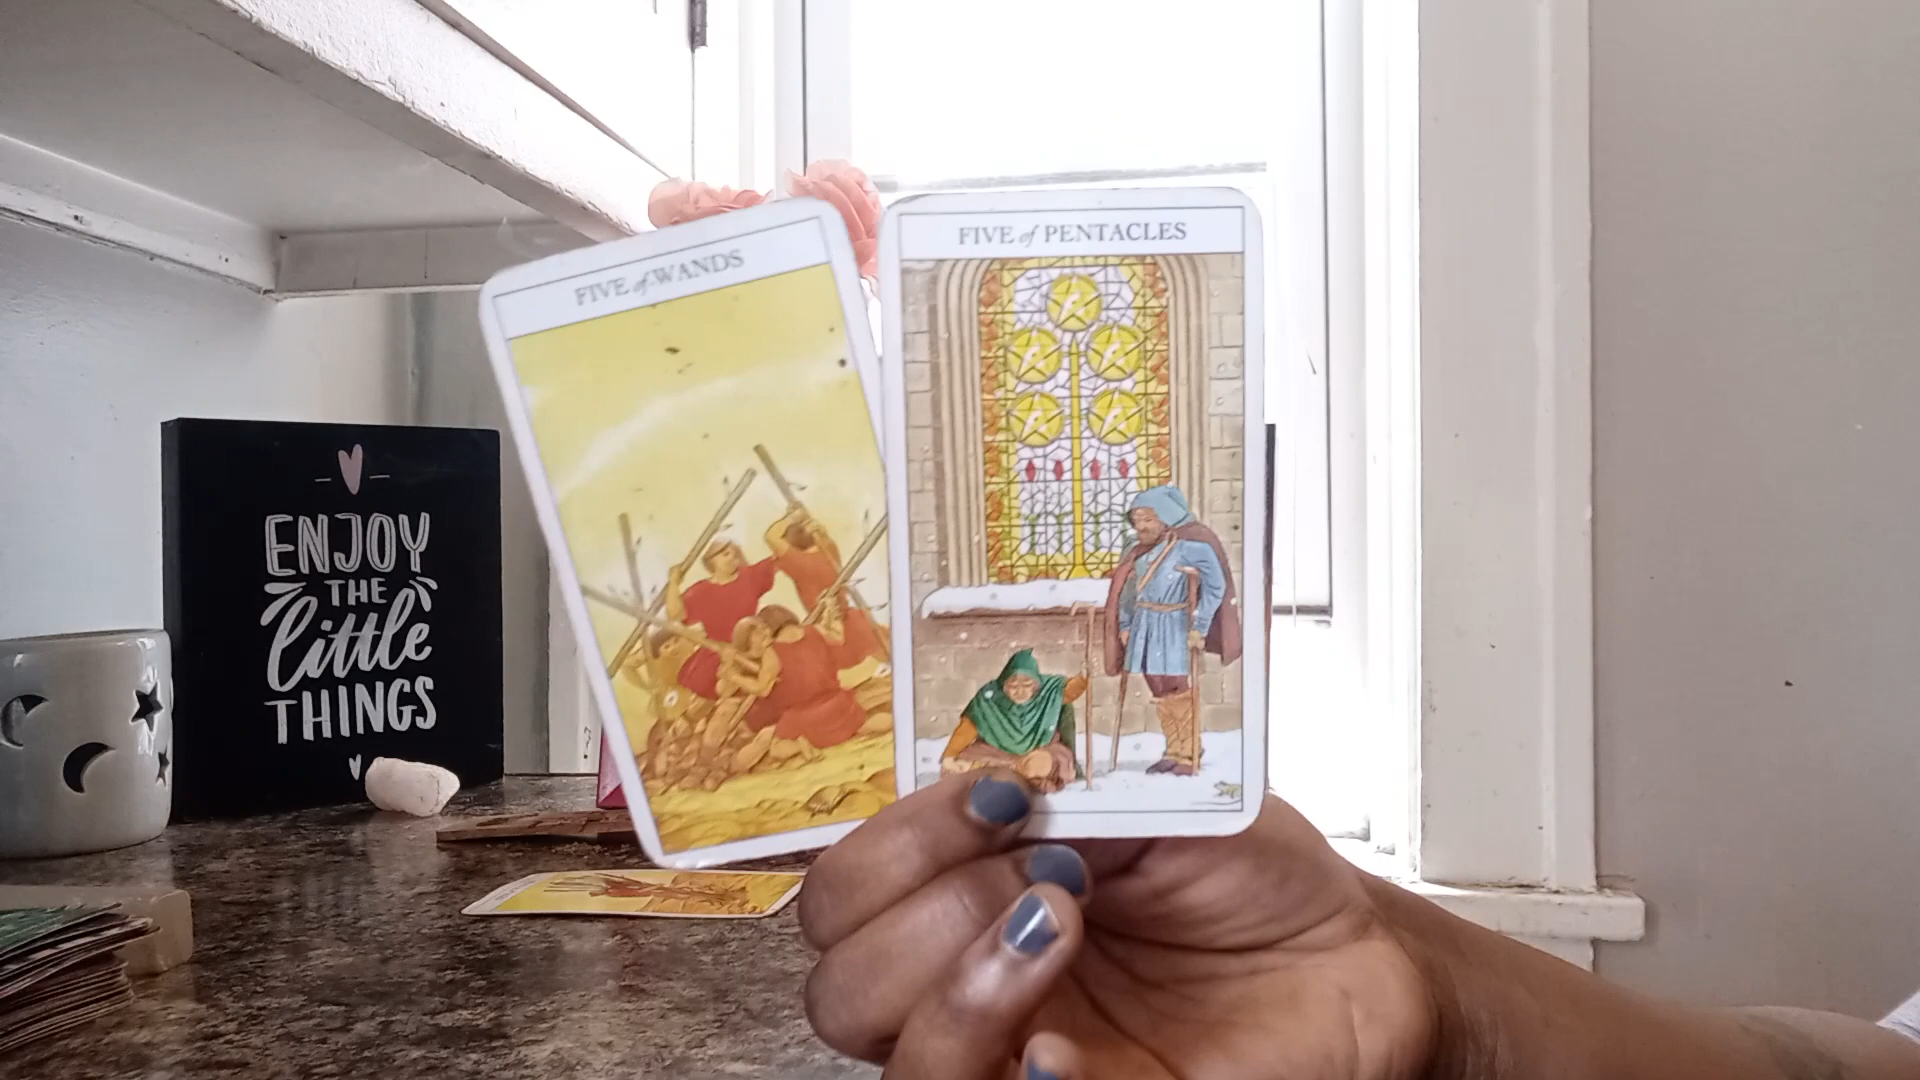 FIVE of WANDS
FIVE of PENTACLES
ENJOY
THE
little
THINGS